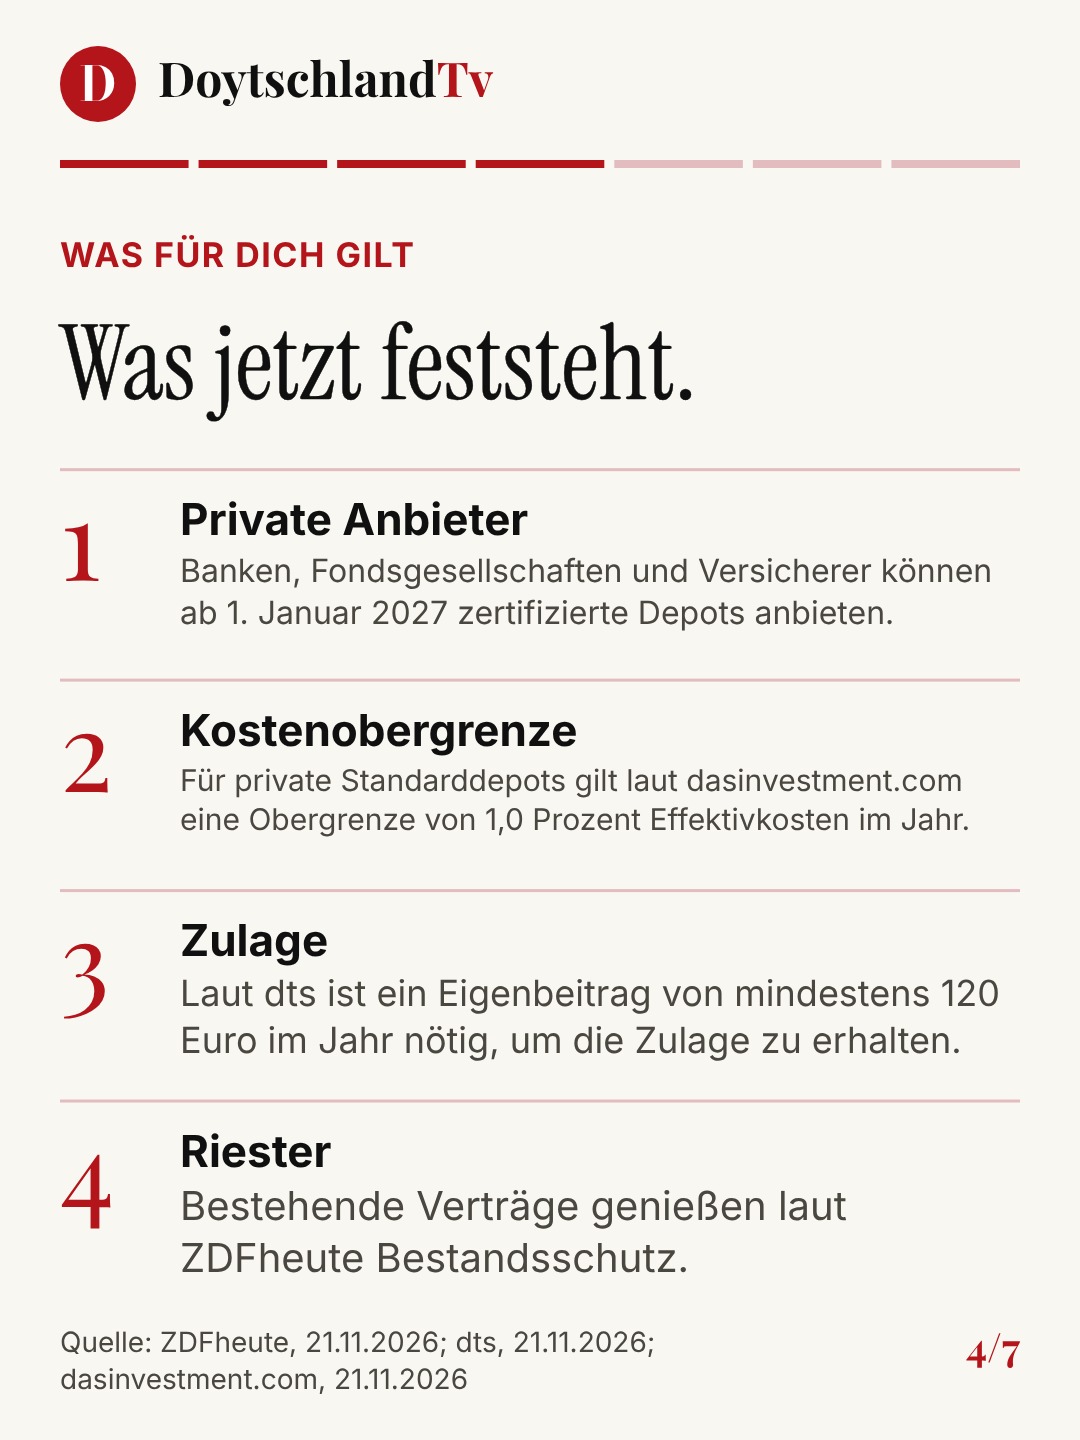 D DoytschlandTv
WAS FÜR DICH GILT
Was jetzt feststeht.
1 Private Anbieter
Banken, Fondsgesellschaften und Versicherer können
ab 1. Januar 2027 zertifizierte Depots anbieten.
2 Kostenobergrenze
Für private Standarddepots gilt laut dasinvestment.com
eine Obergrenze von 1,0 Prozent Effektivkosten im Jahr.
3 Zulage
Laut dts ist ein Eigenbeitrag von mindestens 120
Euro im Jahr nötig, um die Zulage zu erhalten.
4 Riester
Bestehende Verträge genießen laut
ZDFheute Bestandsschutz.
Quelle: ZDFheute, 21.11.2026; dts, 21.11.2026;
dasinvestment.com, 21.11.2026
4/7